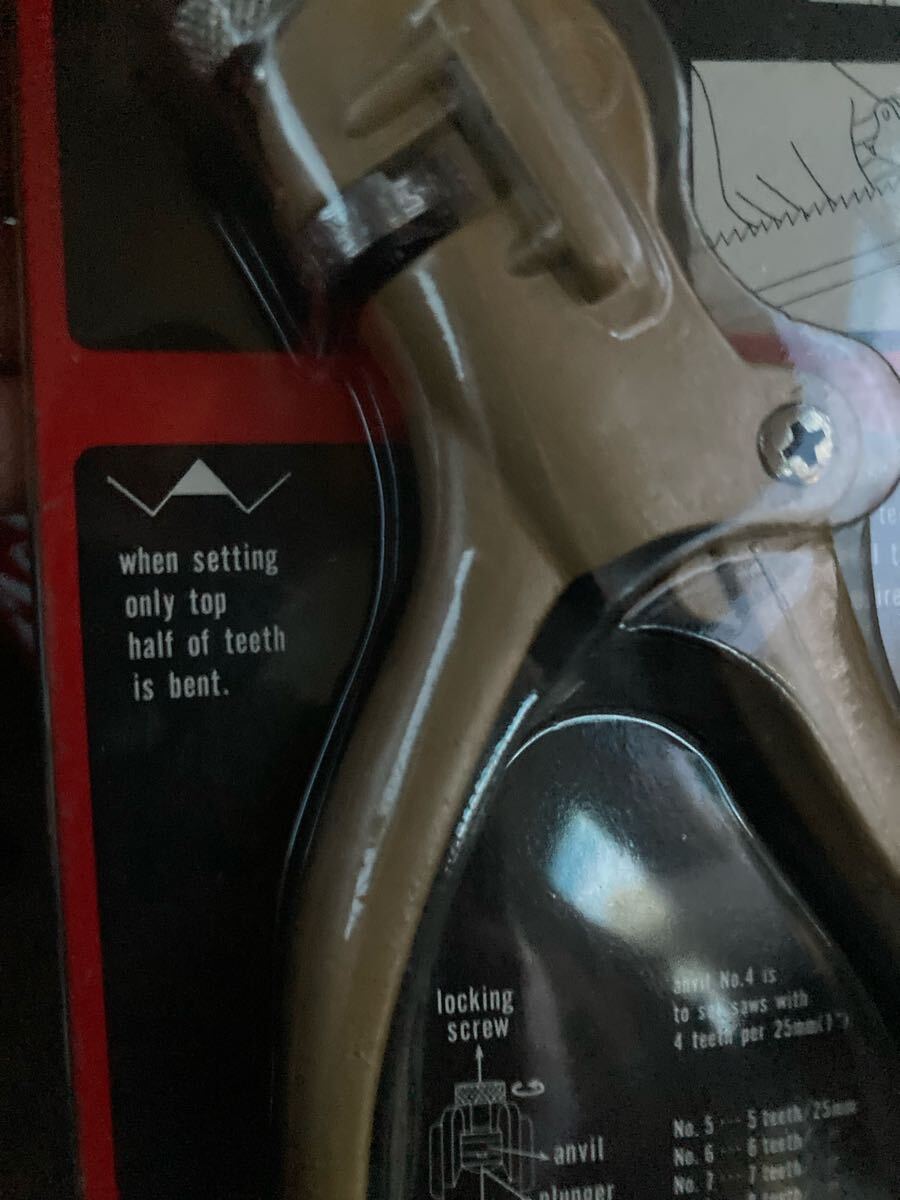 when setting
only top
half of teeth
is bent.
locking
screw
anvil
plunger
anvil No.4 is
to set saws with
4 teeth per 25mm(1")
No. 5 ··· 5 teeth/25mm
No. 6 ··· 6 teeth/
No. 7 ··· 7 teeth/